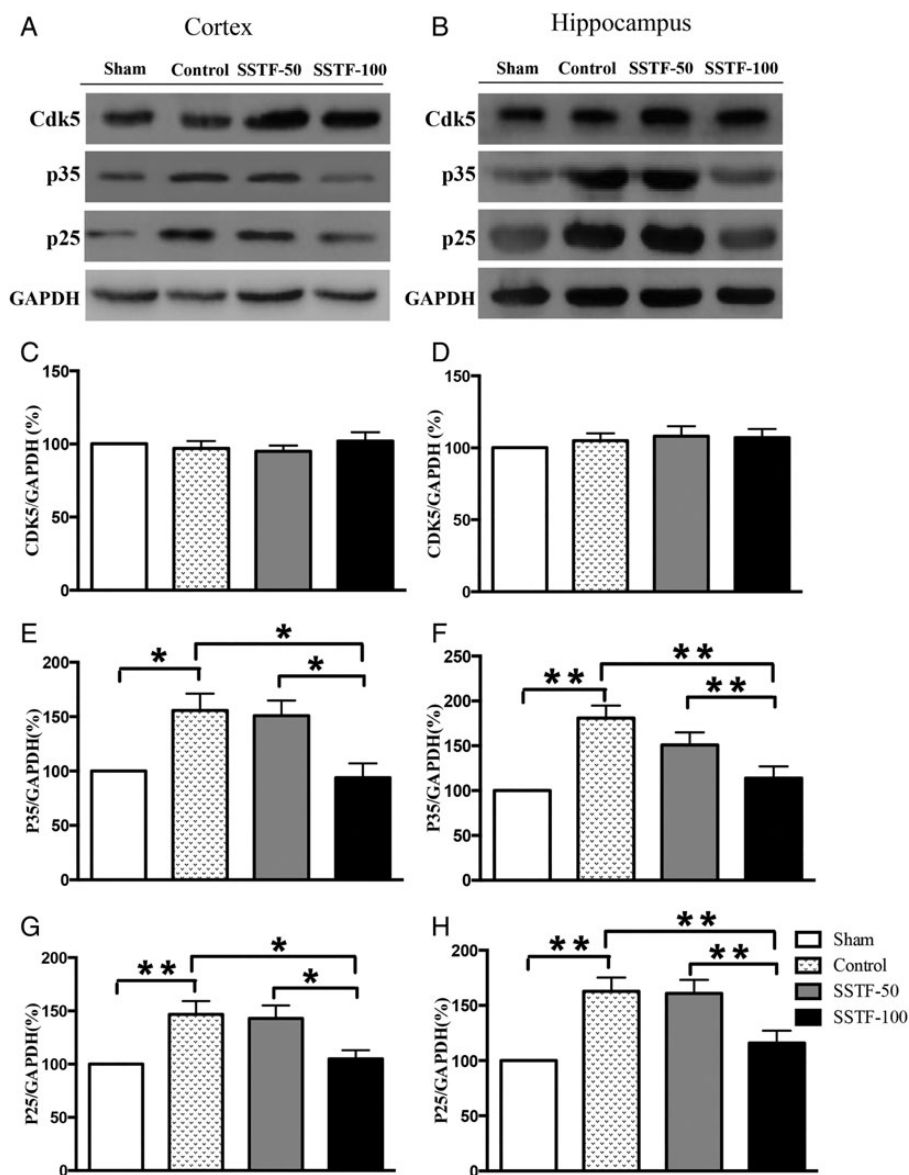 A Cortex
Sham Control SSTF-50 SSTF-100
Cdk5
p35
p25
GAPDH
B Hippocampus
Sham Control SSTF-50 SSTF-100
Cdk5
p35
p25
GAPDH
C
CDK5/GAPDH (%)
150
100
50
0
D
CDK5/GAPDH (%)
150
100
50
0
E
P35/GAPDH(%)
200
150
100
50
0
*
*
*
F
P35/GAPDH(%)
250
200
150
100
50
0
**
**
**
G
P25/GAPDH(%)
200
150
100
50
0
*
**
*
H
P25/GAPDH(%)
200
150
100
50
0
**
**
**
Sham
Control
SSTF-50
SSTF-100